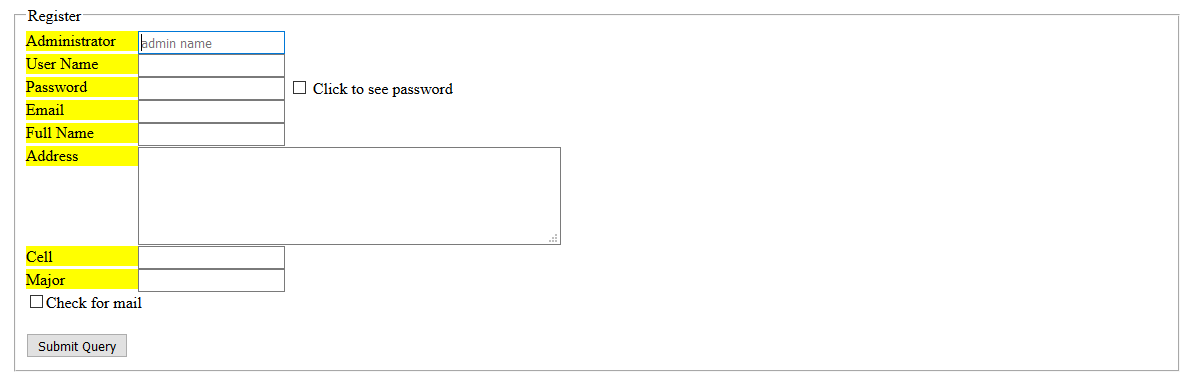 Register
Administrator admin name
User Name
Password Click to see password
Email
Full Name
Address
Cell
Major
Check for mail
Submit Query